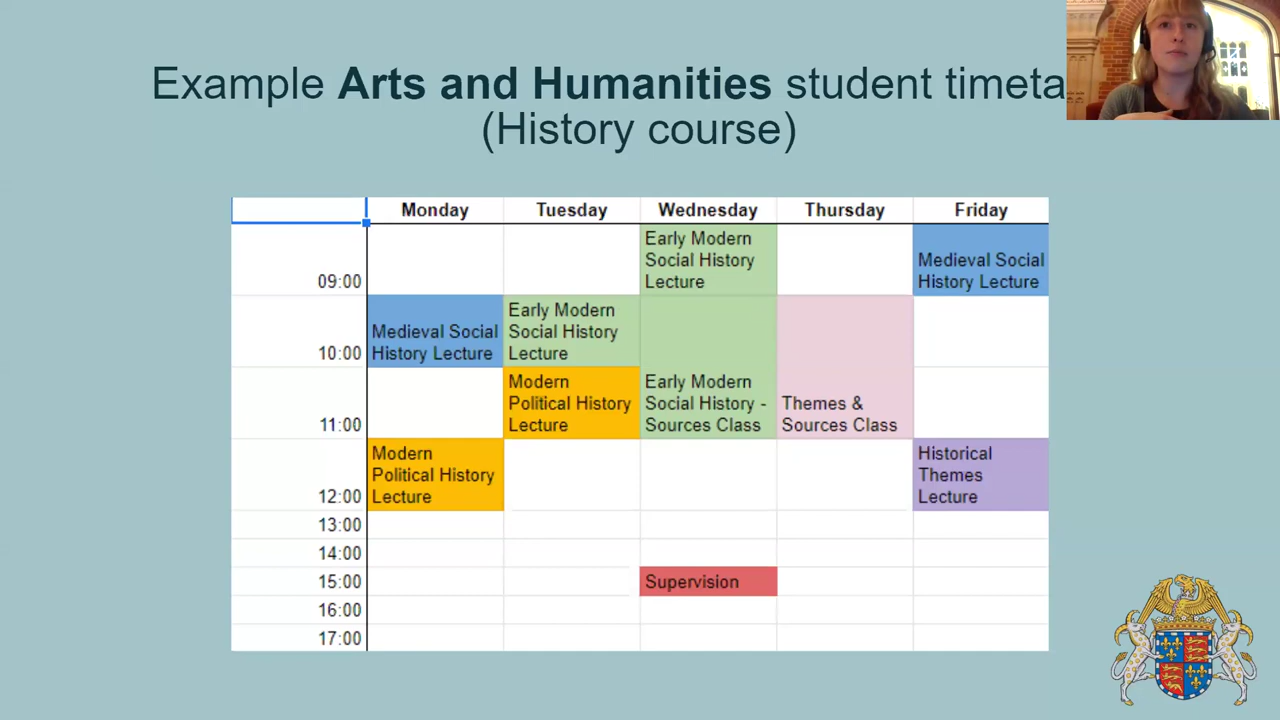 Example Arts and Humanities student timeta
(History course)
Monday Tuesday Wednesday Thursday Friday
09:00
Early Modern
Social History
Lecture
Medieval Social
History Lecture
10:00
Medieval Social
History Lecture
Early Modern
Social History
Lecture
11:00
Modern
Political History
Lecture
Early Modern
Social History -
Sources Class
Themes &
Sources Class
12:00
Modern
Political History
Lecture
Historical
Themes
Lecture
13:00
14:00
15:00
Supervision
16:00
17:00